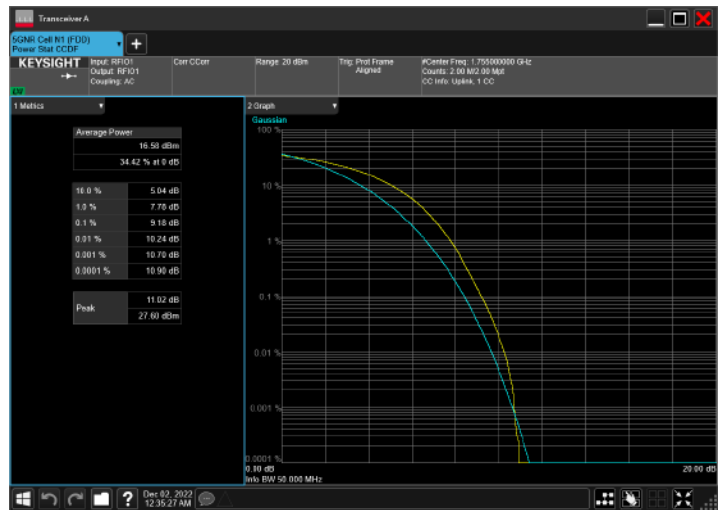 Transceiver A
5GNR Cell N1 (FDD)
Power Stat CCDF
KEYSIGHT
Input: RFIO1
Output: RFIO1
Coupling: AC
Corr CCorr
Range: 20 dBm
Trig: Prot Frame
Aligned
#Center Freq: 1.755000000 GHz
Counts: 2.00 M/2.00 Mpt
CC Info: Uplink, 1 CC
1 Metrics
Average Power
16.58 dBm
34.42 % at 0 dB
10.0 % 5.04 dB
1.0 % 7.78 dB
0.1 % 9.18 dB
0.01 % 10.24 dB
0.001 % 10.70 dB
0.0001 % 10.90 dB
Peak
11.02 dB
27.60 dBm
2 Graph
Gaussian
100 %
10 %
1 %
0.1 %
0.01 %
0.001 %
0.0001 %
0.00 dB
20.00 dB
Info BW 50.000 MHz
?
Dec 02, 2022
12:35:27 AM